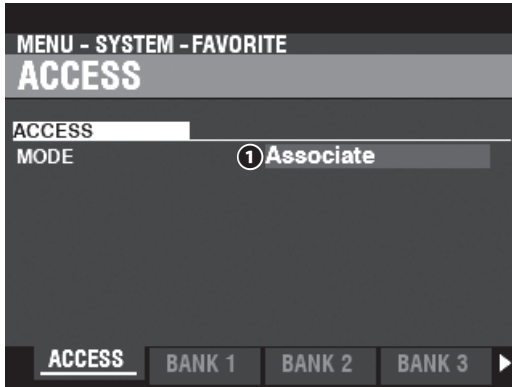 MENU - SYSTEM - FAVORITE
ACCESS
ACCESS
MODE ① Associate
ACCESS BANK 1 BANK 2 BANK 3 ▶